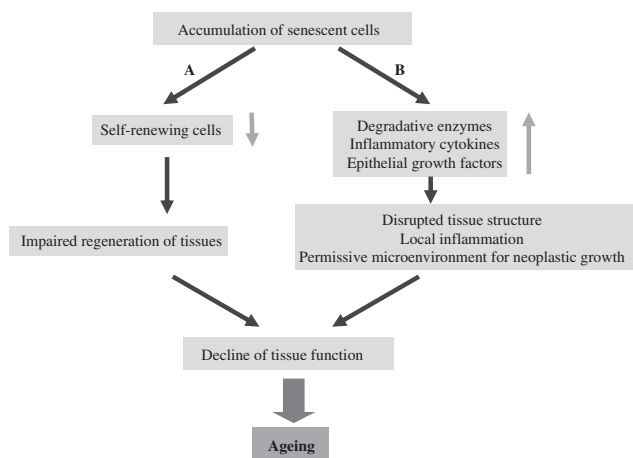 Accumulation of senescent cells
A
B
Self-renewing cells
Degradative enzymes
Inflammatory cytokines
Epithelial growth factors
Impaired regeneration of tissues
Disrupted tissue structure
Local inflammation
Permissive microenvironment for neoplastic growth
Decline of tissue function
Ageing